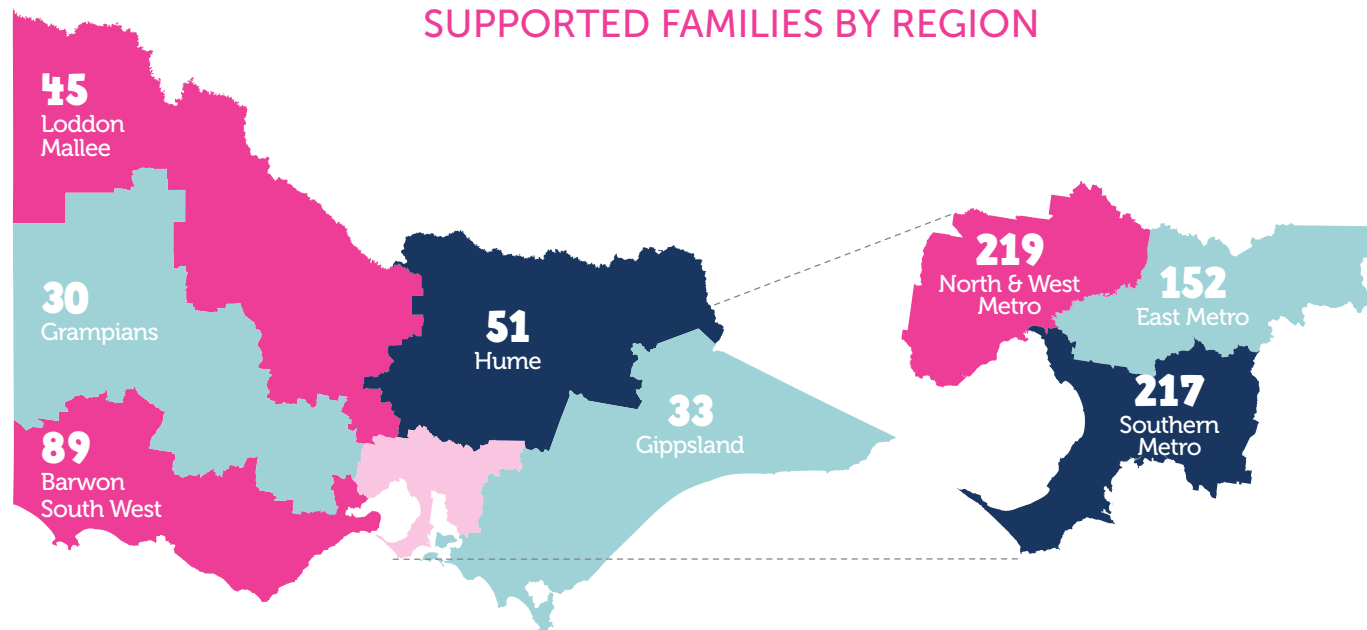 SUPPORTED FAMILIES BY REGION
45
Loddon
Mallee
30
Grampians
89
Barwon
South West
51
Hume
33
Gippsland
219
North & West
Metro
152
East Metro
217
Southern
Metro